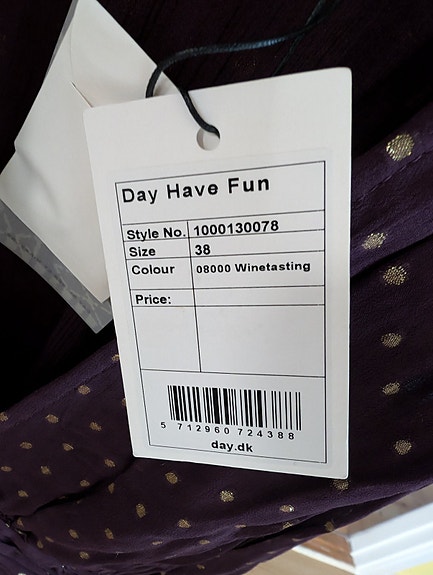 Day Have Fun
Style No. 1000130078
Size 38
Colour 08000 Winetasting
Price:
5 712960 724388
day.dk